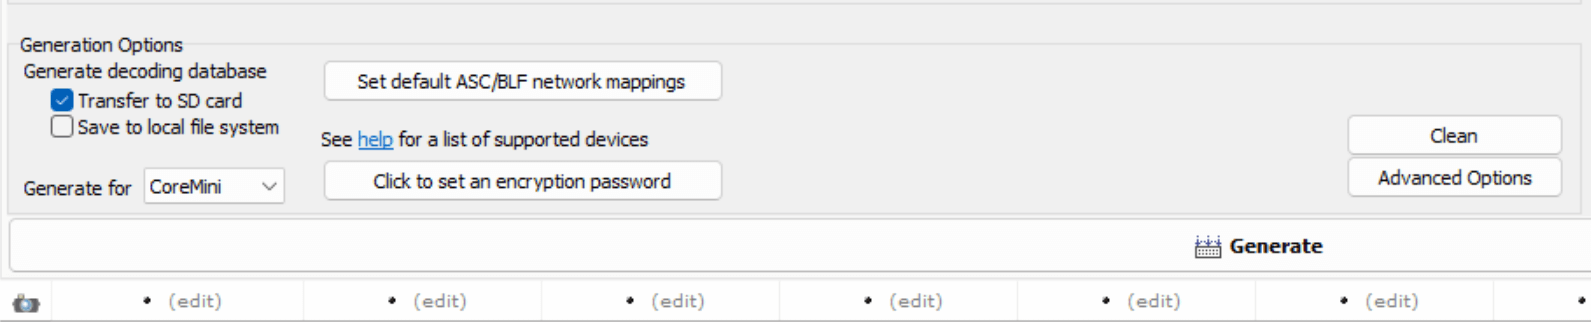 Generation Options
Generate decoding database
Transfer to SD card
Save to local file system
Generate for CoreMini
Set default ASC/BLF network mappings
See help for a list of supported devices
Click to set an encryption password
Clean
Advanced Options
Generate
• (edit) • (edit) • (edit) • (edit) • (edit) • (edit) •